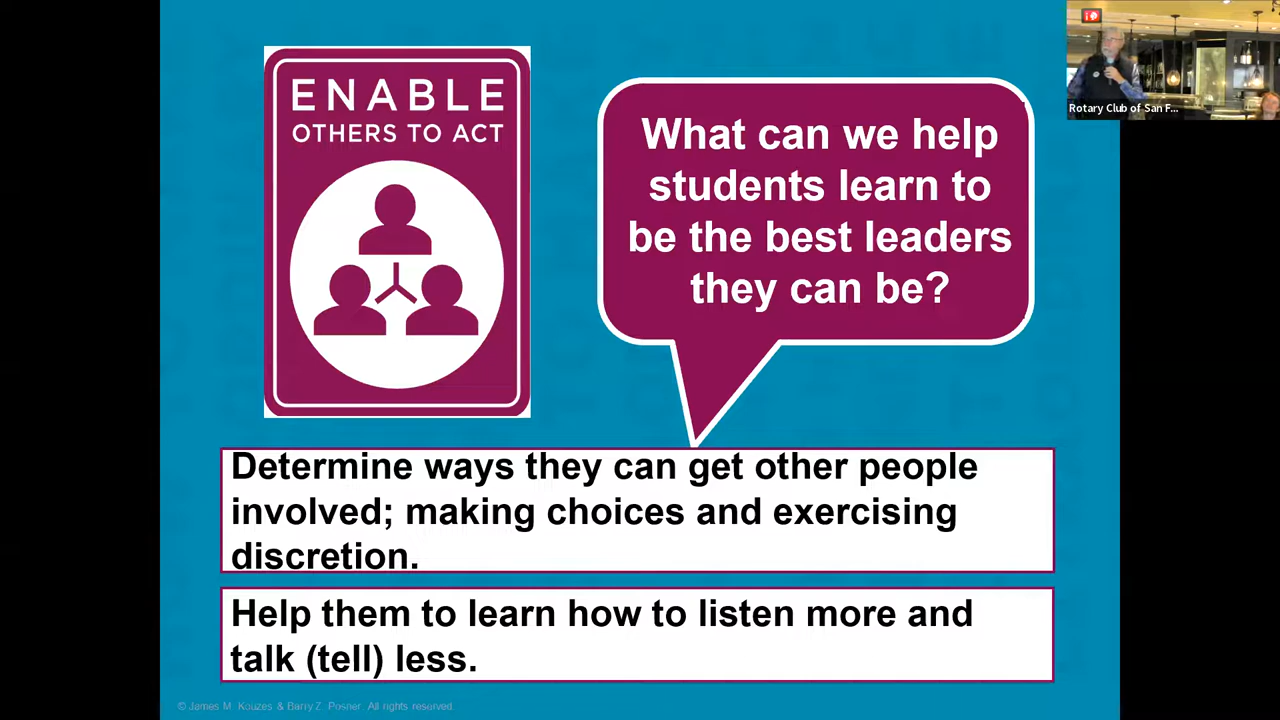 ENABLE
OTHERS TO ACT
What can we help
students learn to
be the best leaders
they can be?
Rotary Club of San F...
Determine ways they can get other people
involved; making choices and exercising
discretion.
Help them to learn how to listen more and
talk (tell) less.
© James M. Kouzes & Barry Z. Posner. All rights reserved.